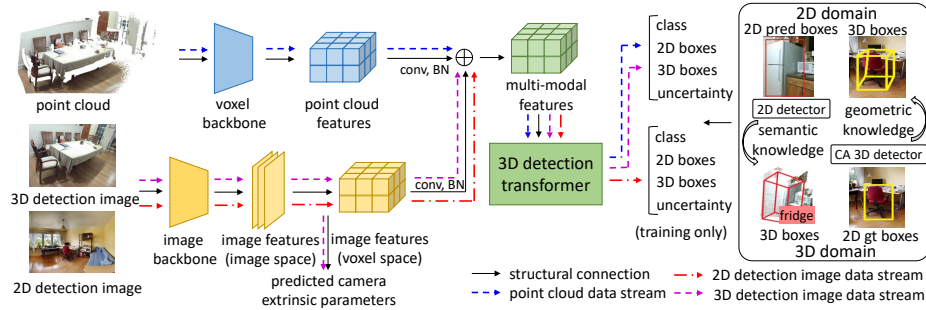 point cloud
voxel
backbone
point cloud
features
conv, BN
multi-modal
features
3D detection
transformer
class
2D boxes
3D boxes
uncertainty
class
2D boxes
3D boxes
uncertainty
(training only)
3D detection image
2D detection image
image
backbone
image features
(image space)
image features
(voxel space)
conv, BN
predicted camera
extrinsic parameters
structural connection
point cloud data stream
2D detection image data stream
3D detection image data stream
2D domain
2D pred boxes
3D boxes
2D detector
semantic
knowledge
geometric
knowledge
CA 3D detector
fridge
3D boxes
2D gt boxes
3D domain